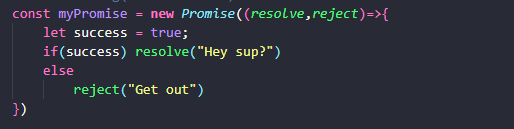 const myPromise = new Promise((resolve,reject)=>{
    let success = true;
    if(success) resolve("Hey sup?")
    else
        reject("Get out")
})